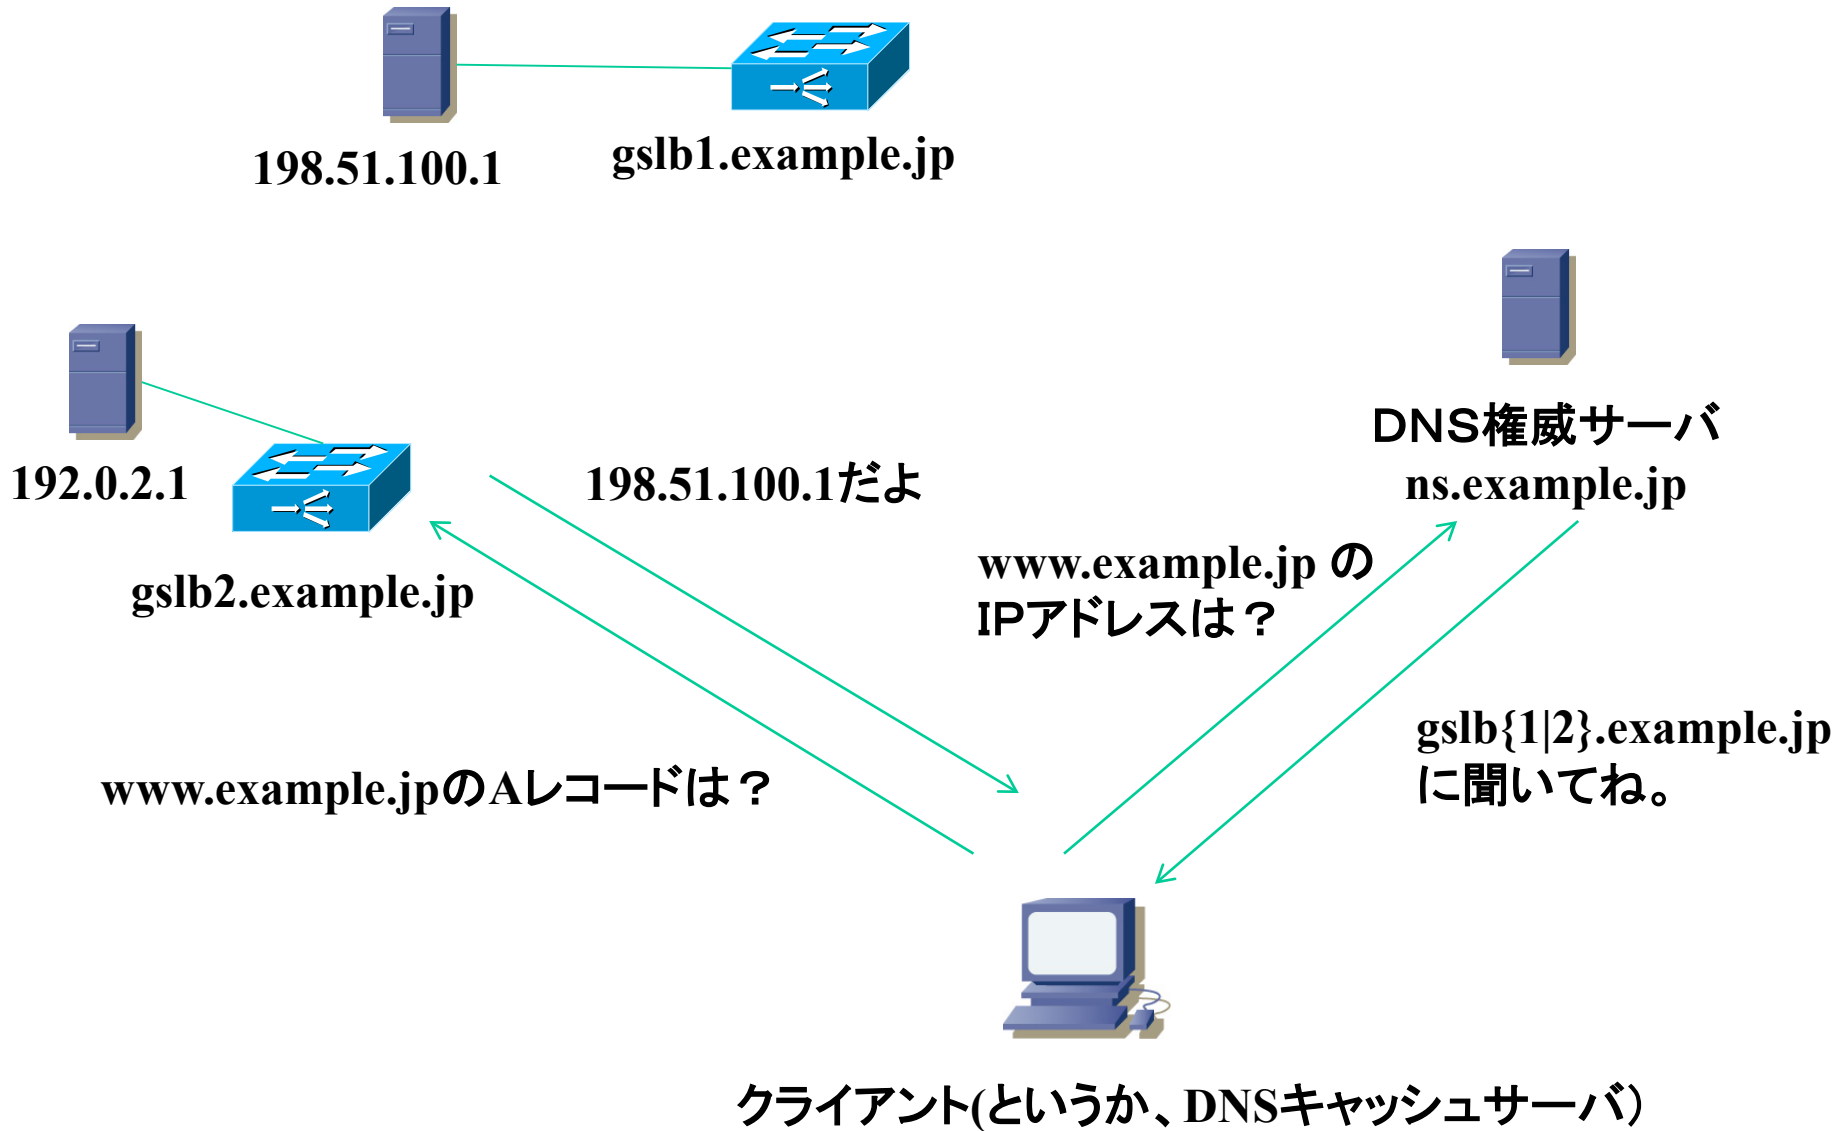 198.51.100.1
gslb1.example.jp
192.0.2.1
gslb2.example.jp
198.51.100.1だよ
DNS権威サーバ
ns.example.jp
www.example.jp の
IPアドレスは？
www.example.jpのAレコードは？
gslb{1|2}.example.jp
に聞いてね。
クライアント(というか、DNSキャッシュサーバ）